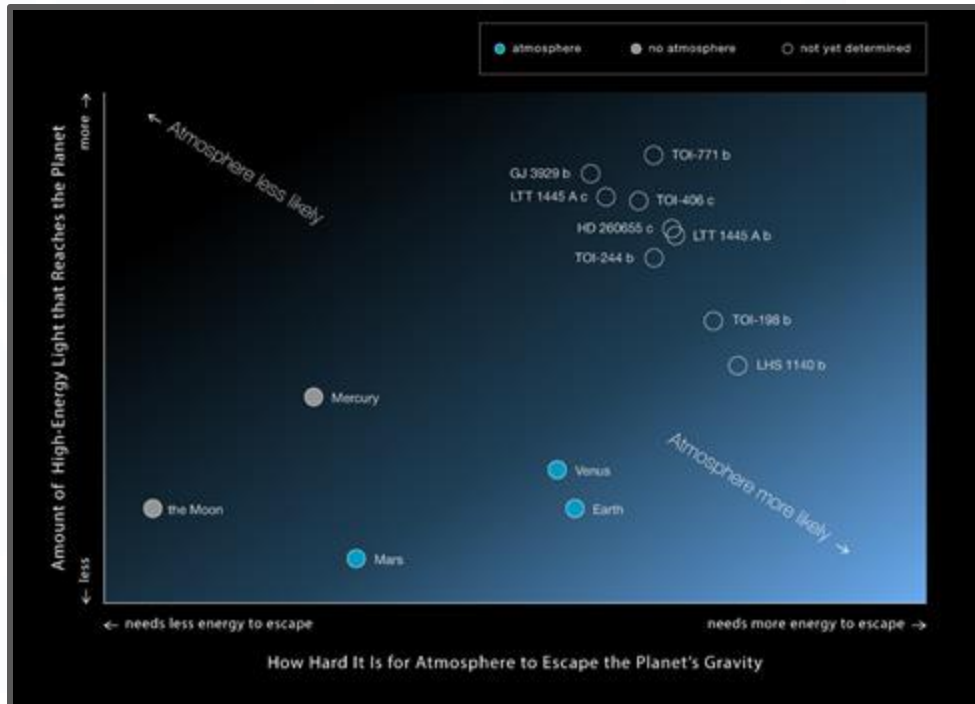 atmosphere no atmosphere not yet determined
Amount of High-Energy Light that Reaches the Planet
more →
← less
← Atmosphere less likely
TOI-771 b
GJ 3929 b
LTT 1445 A c
TOI-406 c
HD 260655 c
LTT 1445 A b
TOI-244 b
TOI-198 b
LHS 1140 b
Mercury
Atmosphere more likely →
Venus
the Moon
Earth
Mars
← needs less energy to escape needs more energy to escape →
How Hard It Is for Atmosphere to Escape the Planet's Gravity